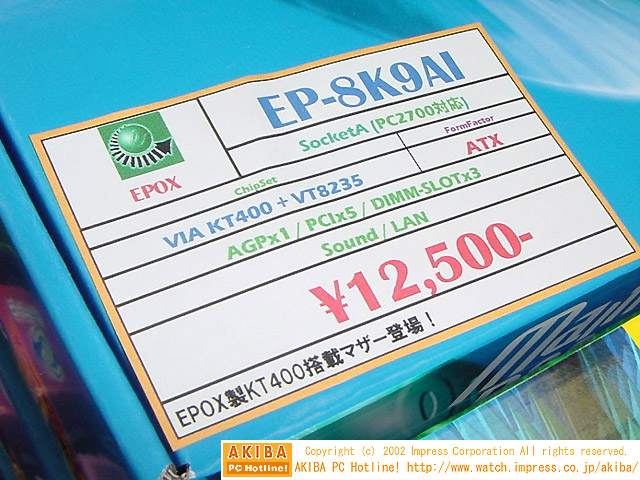 EP-8K9AI
EPOX
SocketA (PC2700対応)
ChipSet
FormFactor
VIA KT400 + VT8235
ATX
AGPx1 / PCIx5 / DIMM-SLOTx3
Sound / LAN
¥12,500-
EPOX製KT400搭載マザー登場！
AKIBA
PC Hotline!
Copyright (c) 2002 Impress Corporation All rights reserved.
AKIBA PC Hotline! http://www.watch.impress.co.jp/akiba/